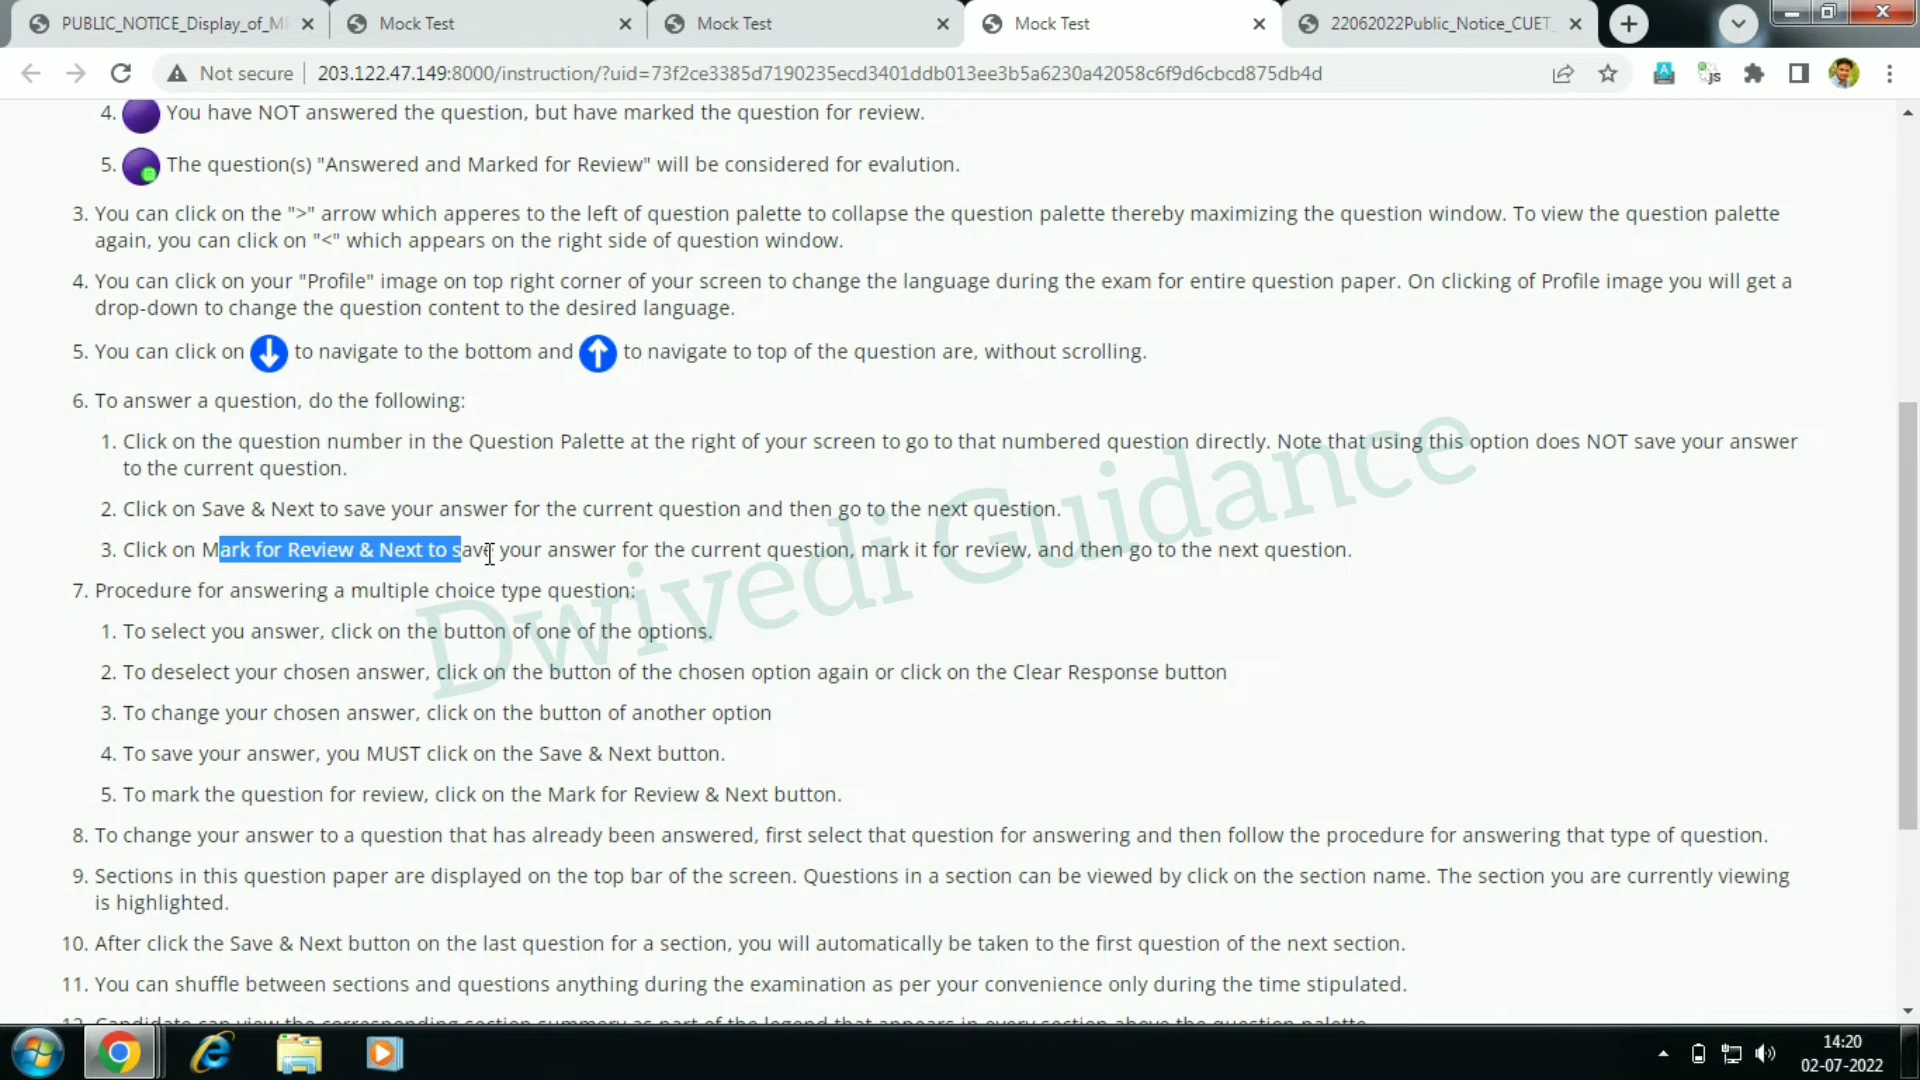 PUBLIC_NOTICE_Display_of_M
Mock Test
Mock Test
Mock Test
22062022Public_Notice_CUET_
Not secure
203.122.47.149:8000/instruction/?uid=73f2ce3385d7190235ecd3401ddb013ee3b5a6230a42058c6f9d6cbcd875db4d
4. You have NOT answered the question, but have marked the question for review.
5. The question(s) "Answered and Marked for Review" will be considered for evalution.
3. You can click on the ">" arrow which apperes to the left of question palette to collapse the question palette thereby maximizing the question window. To view the question palette
again, you can click on "<" which appears on the right side of question window.
4. You can click on your "Profile" image on top right corner of your screen to change the language during the exam for entire question paper. On clicking of Profile image you will get a
drop-down to change the question content to the desired language.
5. You can click on to navigate to the bottom and to navigate to top of the question are, without scrolling.
6. To answer a question, do the following:
1. Click on the question number in the Question Palette at the right of your screen to go to that numbered question directly. Note that using this option does NOT save your answer
to the current question.
2. Click on Save & Next to save your answer for the current question and then go to the next question.
3. Click on Mark for Review & Next to save your answer for the current question, mark it for review, and then go to the next question.
7. Procedure for answering a multiple choice type question:
1. To select you answer, click on the button of one of the options.
2. To deselect your chosen answer, click on the button of the chosen option again or click on the Clear Response button
3. To change your chosen answer, click on the button of another option
4. To save your answer, you MUST click on the Save & Next button.
5. To mark the question for review, click on the Mark for Review & Next button.
8. To change your answer to a question that has already been answered, first select that question for answering and then follow the procedure for answering that type of question.
9. Sections in this question paper are displayed on the top bar of the screen. Questions in a section can be viewed by click on the section name. The section you are currently viewing
is highlighted.
10. After click the Save & Next button on the last question for a section, you will automatically be taken to the first question of the next section.
11. You can shuffle between sections and questions anything during the examination as per your convenience only during the time stipulated.
12. Candidate can view the corresponding section summary as part of the legend that appears in every section above the question palette.
Dwivedi Guidance
14:20
02-07-2022